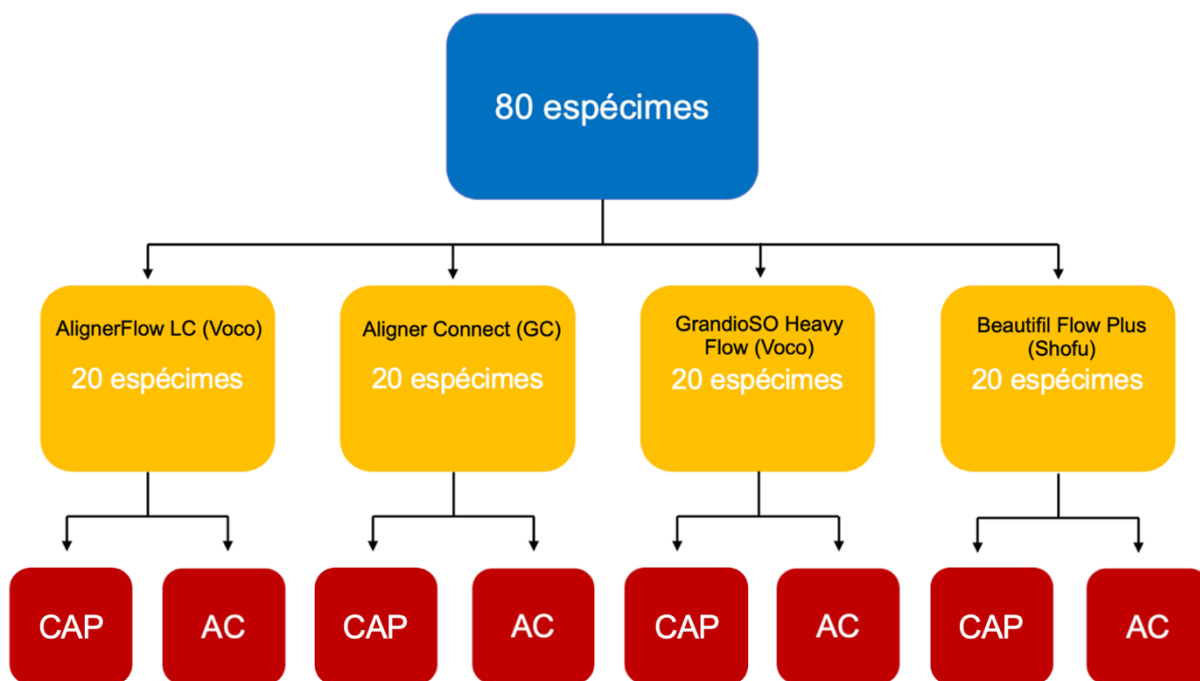 80 espécimes
AlignerFlow LC (Voco)
20 espécimes
Aligner Connect (GC)
20 espécimes
GrandioSO Heavy
Flow (Voco)
20 espécimes
Beautifil Flow Plus
(Shofu)
20 espécimes
CAP
AC
CAP
AC
CAP
AC
CAP
AC